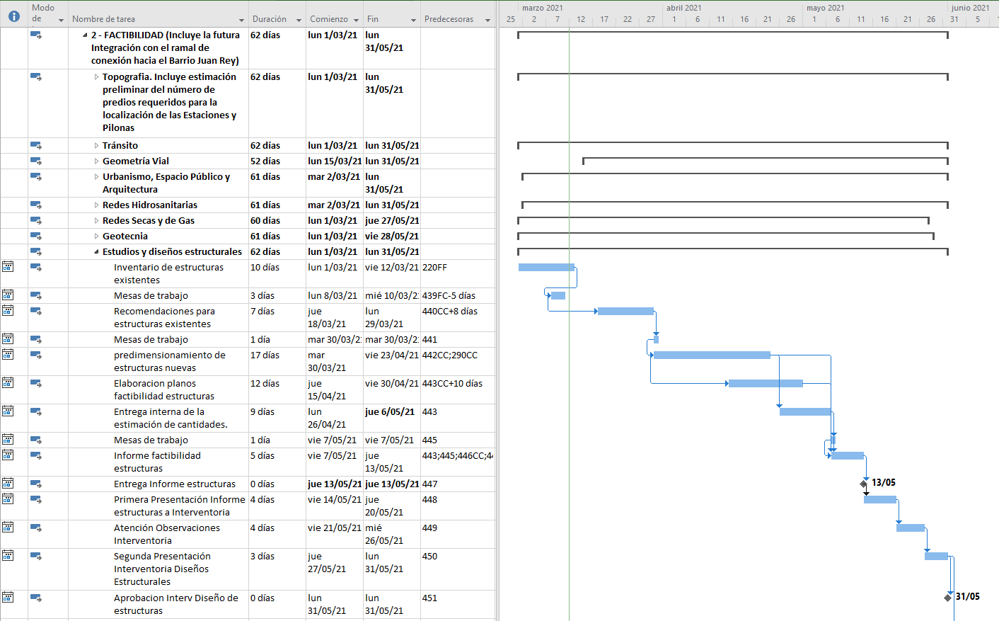 Modo de
Nombre de tarea
Duración
Comienzo
Fin
Predecesoras
marzo 2021
abril 2021
mayo 2021
junio 2021
25 2 7 12 17 22 27 1 6 11 16 21 26 1 6 11 16 21 26 31 5
2 - FACTIBILIDAD (Incluye la futura
Integración con el ramal de
conexión hacia el Barrio Juan Rey)
62 días
lun 1/03/21
lun
31/05/21
Topografia. Incluye estimación
preliminar del número de
predios requeridos para la
localización de las Estaciones y
Pilonas
62 días
lun 1/03/21
lun
31/05/21
Tránsito
62 días
lun 1/03/21
lun 31/05/21
Geometría Vial
52 días
lun 15/03/21
lun 31/05/21
Urbanismo, Espacio Público y
Arquitectura
61 días
mar 2/03/21
lun
31/05/21
Redes Hidrosanitarias
61 días
mar 2/03/21
lun 31/05/21
Redes Secas y de Gas
60 días
lun 1/03/21
jue 27/05/21
Geotecnia
61 días
lun 1/03/21
vie 28/05/21
Estudios y diseños estructurales
62 días
lun 1/03/21
lun 31/05/21
Inventario de estructuras
existentes
10 días
lun 1/03/21
vie 12/03/21
220FF
Mesas de trabajo
3 días
lun 8/03/21
mié 10/03/2
439FC-5 días
Recomendaciones para
estructuras existentes
7 días
jue
18/03/21
lun
29/03/21
440CC+8 días
Mesas de trabajo
1 día
mar 30/03/2
mar 30/03/2
441
predimensionamiento de
estructuras nuevas
17 días
mar
30/03/21
vie 23/04/21
442CC;290CC
Elaboracion planos
factibilidad estructuras
12 días
jue
15/04/21
vie 30/04/21
443CC+10 días
Entrega interna de la
estimación de cantidades.
9 días
lun
26/04/21
jue 6/05/21
443
Mesas de trabajo
1 día
vie 7/05/21
vie 7/05/21
445
Informe factibilidad
estructuras
5 días
vie 7/05/21
jue
13/05/21
443;445;446CC;4
Entrega Informe estructuras
0 días
jue 13/05/21
jue 13/05/21
447
13/05
Primera Presentación Informe
estructuras a Interventoria
4 días
vie 14/05/21
jue
20/05/21
448
Atención Observaciones
Interventoria
4 días
vie 21/05/21
mié
26/05/21
449
Segunda Presentación
Interventoria Diseños
Estructurales
3 días
jue
27/05/21
lun
31/05/21
450
Aprobacion Interv Diseño de
estructuras
0 días
lun
31/05/21
lun
31/05/21
451
31/05